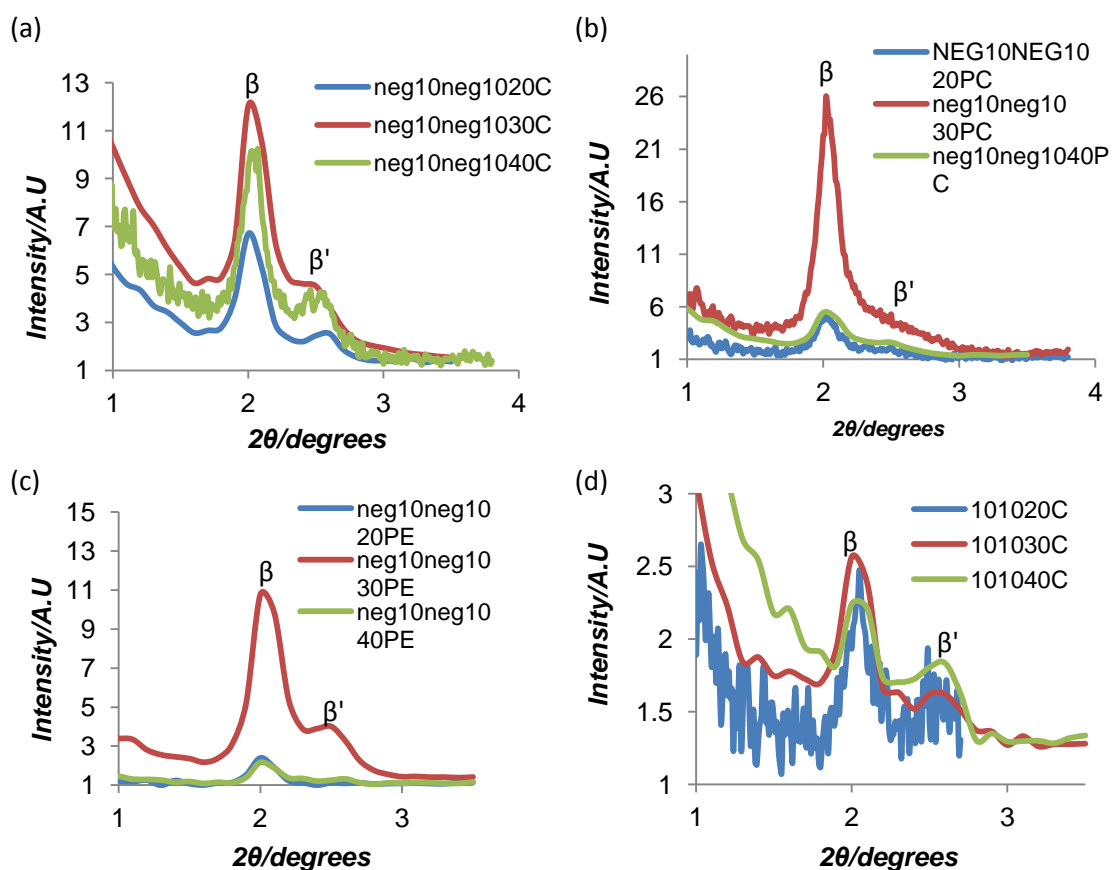 (a)
13
11
9
7
5
3
1
Intensity/A.U
1
2
3
4
2θ/degrees
β
β'
neg10neg1020C
neg10neg1030C
neg10neg1040C
(b)
26
21
16
11
6
1
Intensity/A.U
1
2
3
4
2θ/degrees
β
β'
NEG10NEG10
20PC
neg10neg10
30PC
neg10neg1040P
C
(c)
15
13
11
9
7
5
3
1
Intensity/A.U
1
2
3
2θ/degrees
β
β'
neg10neg10
20PE
neg10neg10
30PE
neg10neg10
40PE
(d)
3
2.5
2
1.5
1
Intensity/A.U
1
2
3
2θ/degrees
β
β'
101020C
101030C
101040C